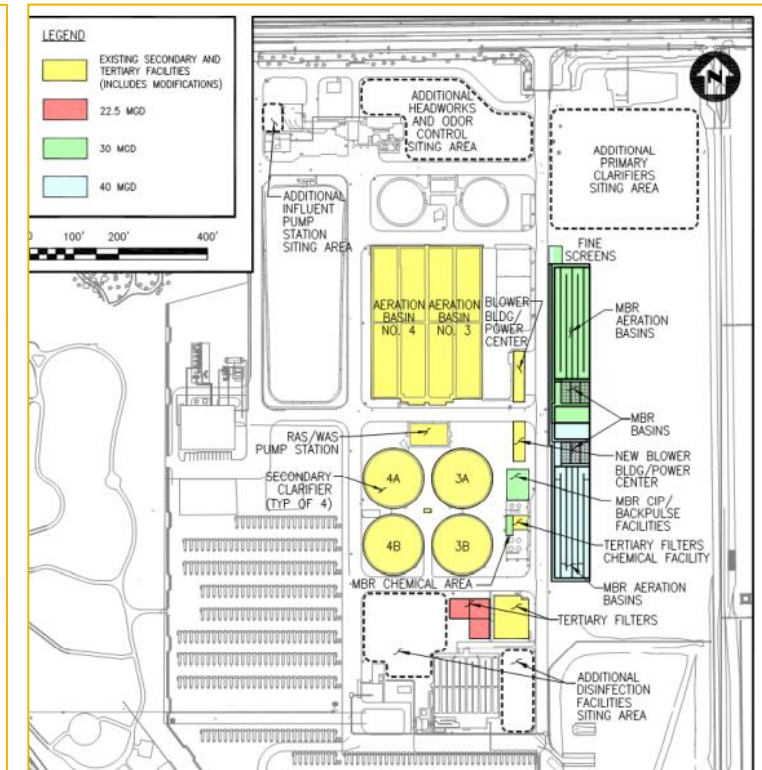 LEGEND
EXISTING SECONDARY AND
TERTIARY FACILITIES
(INCLUDES MODIFICATIONS)
22.5 MGD
30 MGD
40 MGD
100' 200' 400'
N
ADDITIONAL
HEADWORKS
AND ODOR
CONTROL
SITING AREA
ADDITIONAL
PRIMARY
CLARIFIERS
SITING AREA
ADDITIONAL
INFLUENT
PUMP
STATION
SITING AREA
FINE
SCREENS
AERATION
BASIN
NO. 4
AERATION
BASIN
NO. 3
BLOWER
BLDG/
POWER
CENTER
MBR
AERATION
BASINS
MBR
BASINS
RAS/WAS
PUMP STATION
NEW BLOWER
BLDG/POWER
CENTER
SECONDARY
CLARIFIER
(TYP OF 4)
4A
3A
4B
3B
MBR CIP/
BACKPULSE
FACILITIES
TERTIARY FILTERS
CHEMICAL FACILITY
MBR CHEMICAL AREA
MBR AERATION
BASINS
TERTIARY FILTERS
ADDITIONAL
DISINFECTION
FACILITIES
SITING AREA